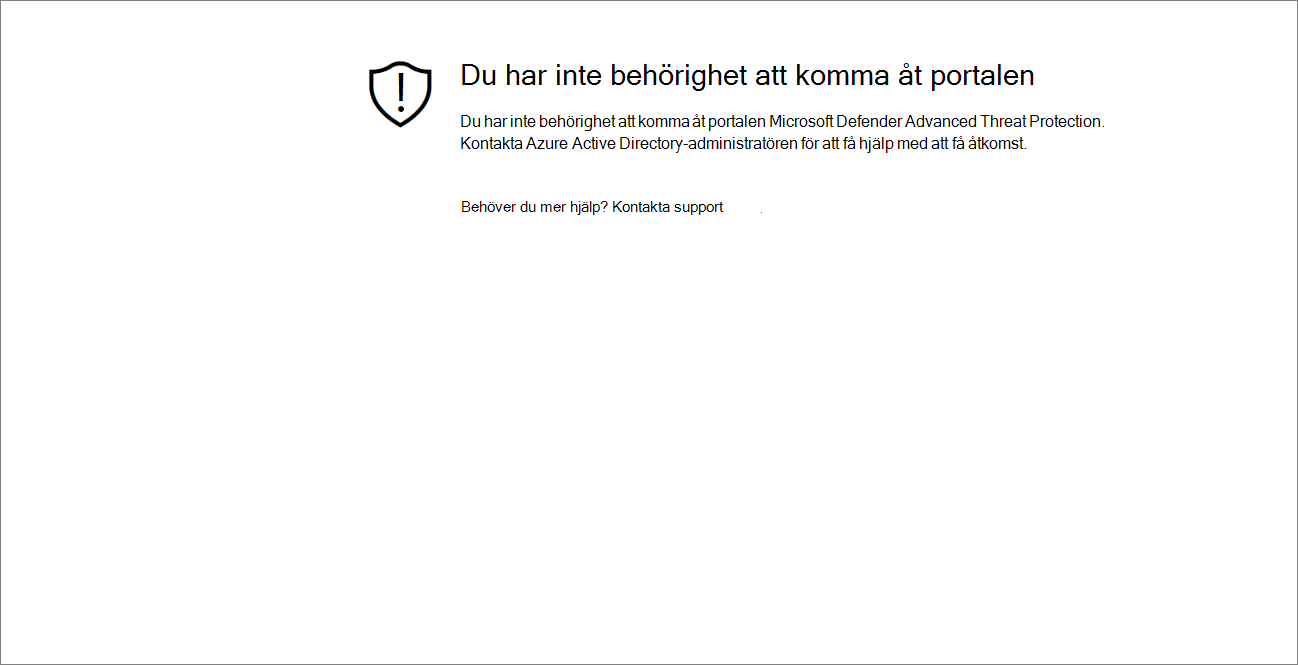 Du har inte behörighet att komma åt portalen
Du har inte behörighet att komma åt portalen Microsoft Defender Advanced Threat Protection.
Kontakta Azure Active Directory-administratören för att få hjälp med att få åtkomst.
Behöver du mer hjälp? Kontakta support .